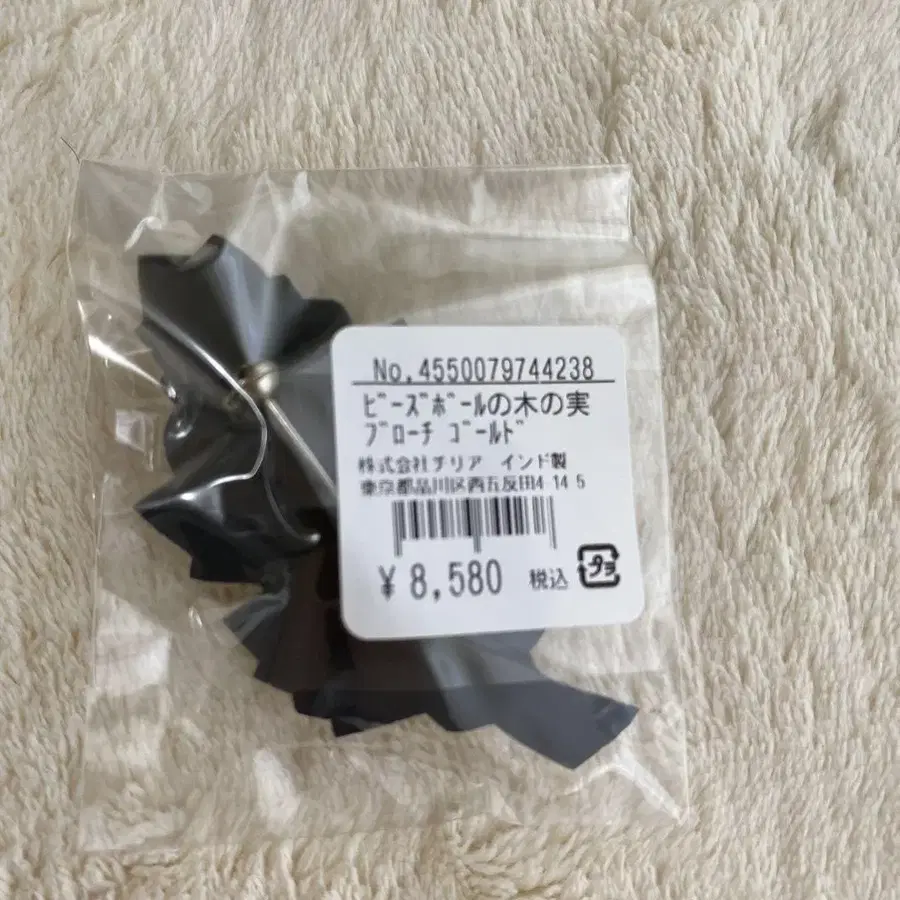 No.4550079744238
ﾋﾞｰｽﾞﾎﾞｰﾙの木の実
ﾌﾞﾛｰﾁ ｺﾞｰﾙﾄﾞ
株式会社チリア インド製
東京都品川区西五反田4-14-5
¥8,580 税込
プラ